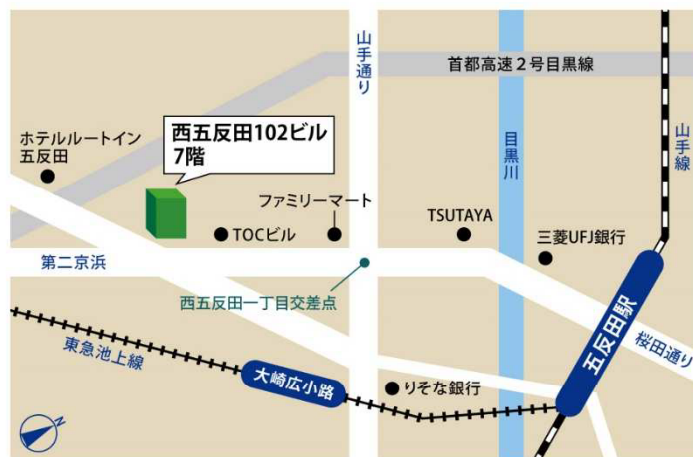 首都高速2号目黒線
山手通り
山手線
ホテルルートイン
五反田
西五反田102ビル
7階
目黒川
ファミリーマート
TOCビル
TSUTAYA
三菱UFJ銀行
第二京浜
西五反田一丁目交差点
五反田駅
桜田通り
東急池上線
大崎広小路
りそな銀行
N